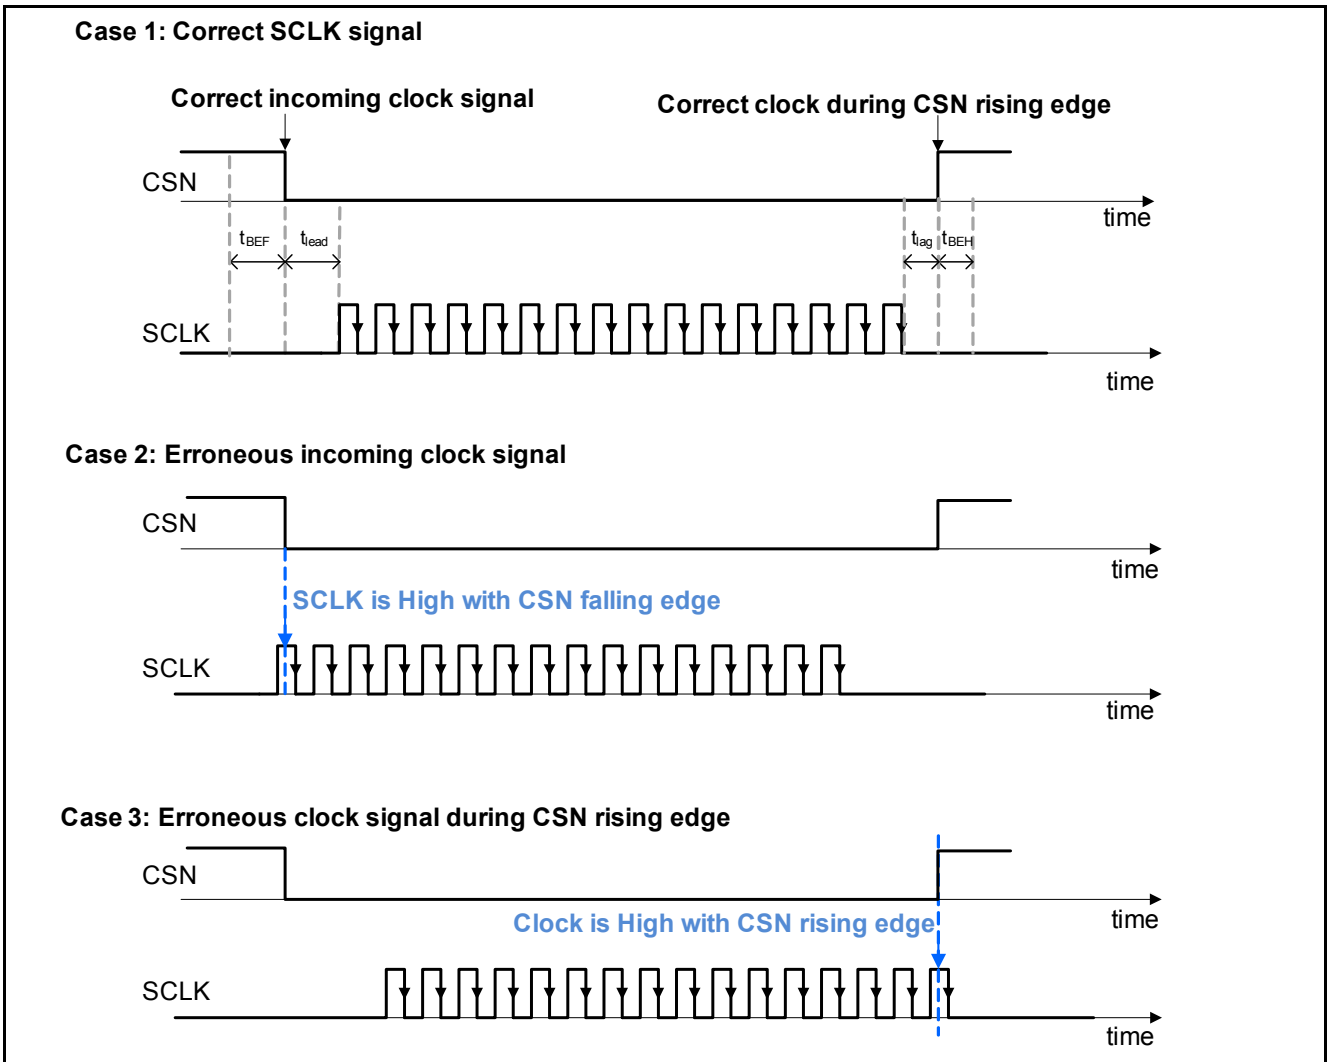 Case 1: Correct SCLK signal
Correct incoming clock signal
Correct clock during CSN rising edge
CSN
time
tBEF
tlead
tlag
tBEH
SCLK
time
Case 2: Erroneous incoming clock signal
CSN
time
SCLK is High with CSN falling edge
SCLK
time
Case 3: Erroneous clock signal during CSN rising edge
CSN
time
Clock is High with CSN rising edge
SCLK
time